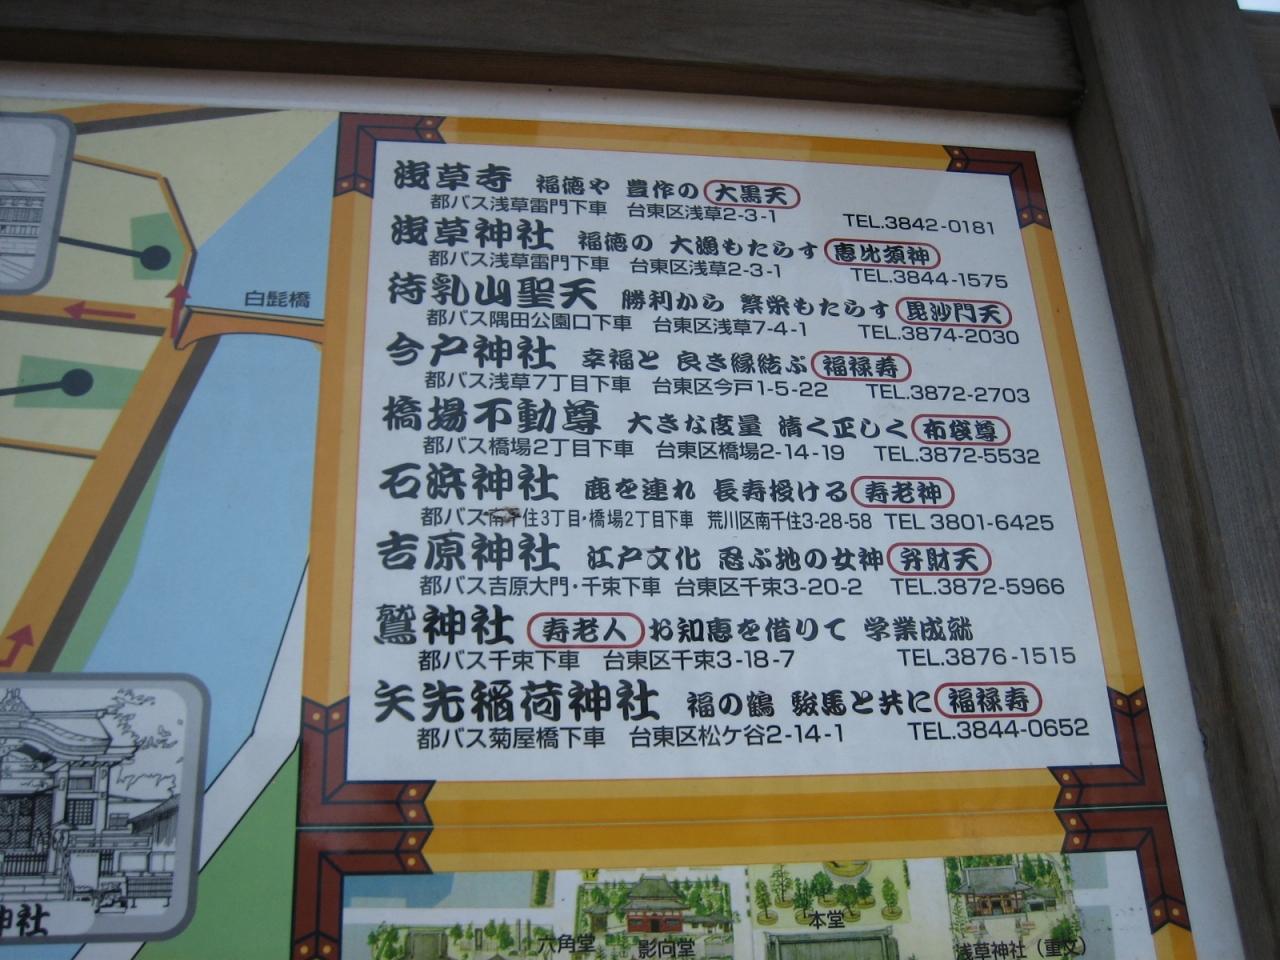 浅草寺 福徳や 豊作の 大黒天
都バス浅草雷門下車 台東区浅草2-3-1 TEL.3842-0181
浅草神社 福徳の 大漁もたらす 恵比須神
都バス浅草雷門下車 台東区浅草2-3-1 TEL.3844-1575
待乳山聖天 勝利から 繁栄もたらす 毘沙門天
都バス隅田公園口下車 台東区浅草7-4-1 TEL.3874-2030
今戸神社 幸福と 良き縁結ぶ 福禄寿
都バス浅草7丁目下車 台東区今戸1-5-22 TEL.3872-2703
橋場不動尊 大きな度量 清く正しく 布袋尊
都バス橋場2丁目下車 台東区橋場2-14-19 TEL.3872-5532
石浜神社 鹿を連れ 長寿授ける 寿老神
都バス南千住3丁目・橋場2丁目下車 荒川区南千住3-28-58 TEL 3801-6425
吉原神社 江戸文化 忍ぶ地の女神 弁財天
都バス吉原大門・千束下車 台東区千束3-20-2 TEL.3872-5966
鷲神社 寿老人 お知恵を借りて 学業成就
都バス千束下車 台東区千束3-18-7 TEL.3876-1515
矢先稲荷神社 福の鶴 駿馬と共に 福禄寿
都バス菊屋橋下車 台東区松ケ谷2-14-1 TEL.3844-0652
白髭橋
神社
六角堂
影向堂
本堂
浅草神社（重文）